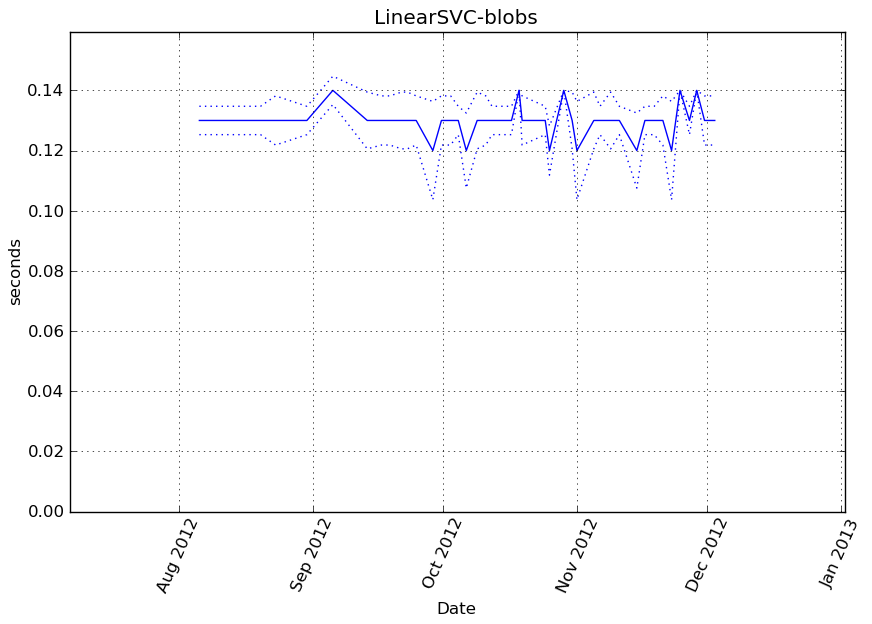 LinearSVC-blobs
0.14
0.12
0.10
0.08
0.06
0.04
0.02
0.00
seconds
Aug 2012
Sep 2012
Oct 2012
Nov 2012
Dec 2012
Jan 2013
Date